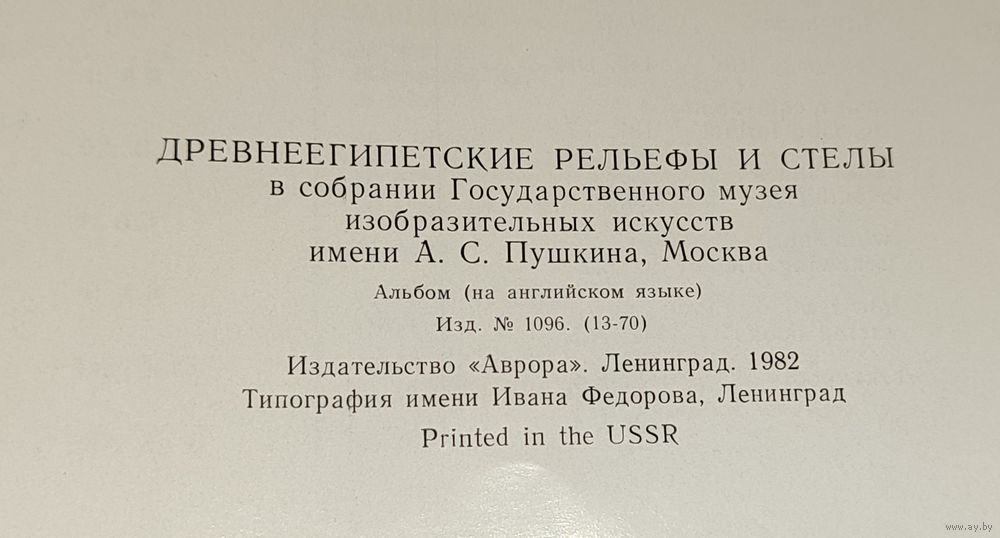 ДРЕВНЕЕГИПЕТСКИЕ РЕЛЬЕФЫ И СТЕЛЫ
в собрании Государственного музея
изобразительных искусств
имени А. С. Пушкина, Москва
Альбом (на английском языке)
Изд. № 1096. (13-70)
Издательство «Аврора». Ленинград. 1982
Типография имени Ивана Федорова, Ленинград
Printed in the USSR
www.ay.by